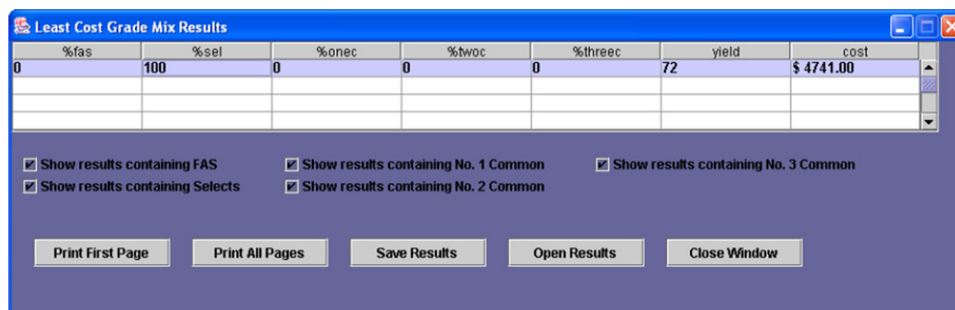 Least Cost Grade Mix Results
%fas %sel %onec %twoc %threec yield cost
0 100 0 0 0 72 $ 4741.00
Show results containing FAS Show results containing No. 1 Common Show results containing No. 3 Common
Show results containing Selects Show results containing No. 2 Common
Print First Page Print All Pages Save Results Open Results Close Window